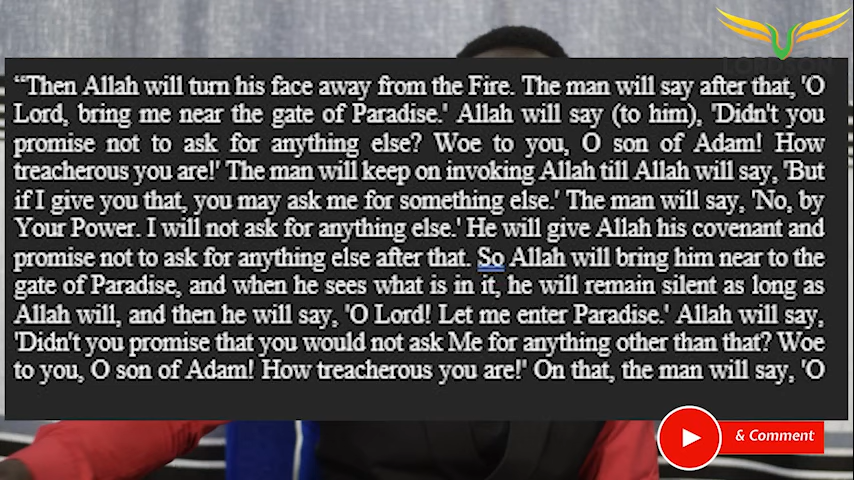 “Then Allah will turn his face away from the Fire. The man will say after that, 'O
Lord, bring me near the gate of Paradise.' Allah will say (to him), 'Didn't you
promise not to ask for anything else? Woe to you, O son of Adam! How
treacherous you are!' The man will keep on invoking Allah till Allah will say, 'But
if I give you that, you may ask me for something else.' The man will say, 'No, by
Your Power. I will not ask for anything else.' He will give Allah his covenant and
promise not to ask for anything else after that. So Allah will bring him near to the
gate of Paradise, and when he sees what is in it, he will remain silent as long as
Allah will, and then he will say, 'O Lord! Let me enter Paradise.' Allah will say,
'Didn't you promise that you would not ask Me for anything other than that? Woe
to you, O son of Adam! How treacherous you are!' On that, the man will say, 'O
& Comment